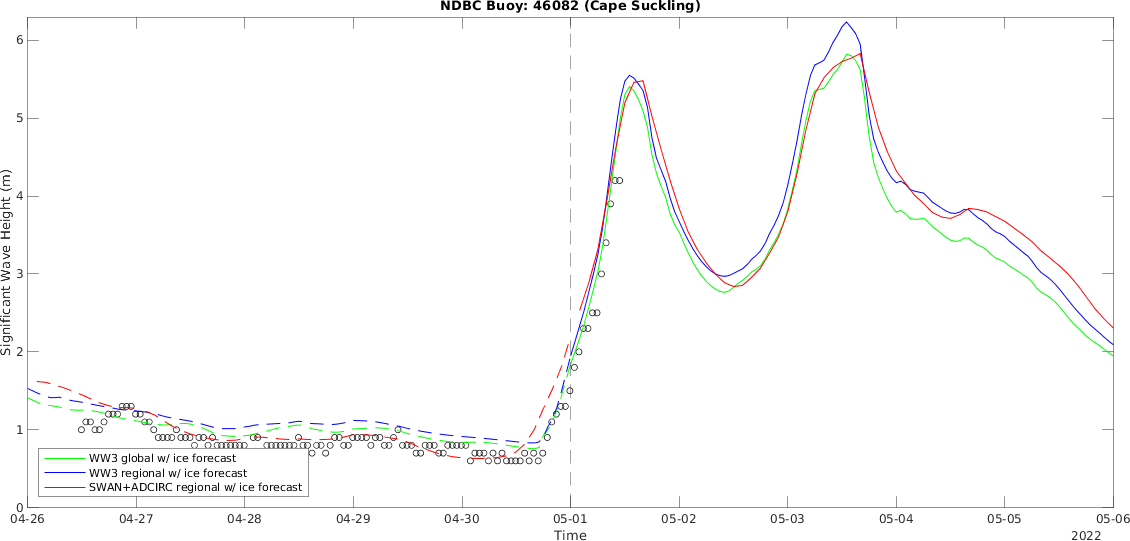 NDBC Buoy: 46082 (Cape Suckling)
Significant Wave Height (m)
6
5
4
3
2
1
0
WW3 global w/ ice forecast
WW3 regional w/ ice forecast
SWAN+ADCIRC regional w/ ice forecast
04-26 04-27 04-28 04-29 04-30 05-01 05-02 05-03 05-04 05-05 05-06
Time
2022